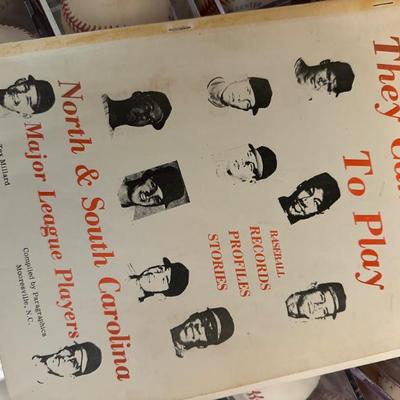 To Play
BASEBALL
RECORDS
PROFILES
STORIES
North & South Carolina
Major League Players
Tex Millard
Compiled by Paragraphics
Mooresville, N.C.